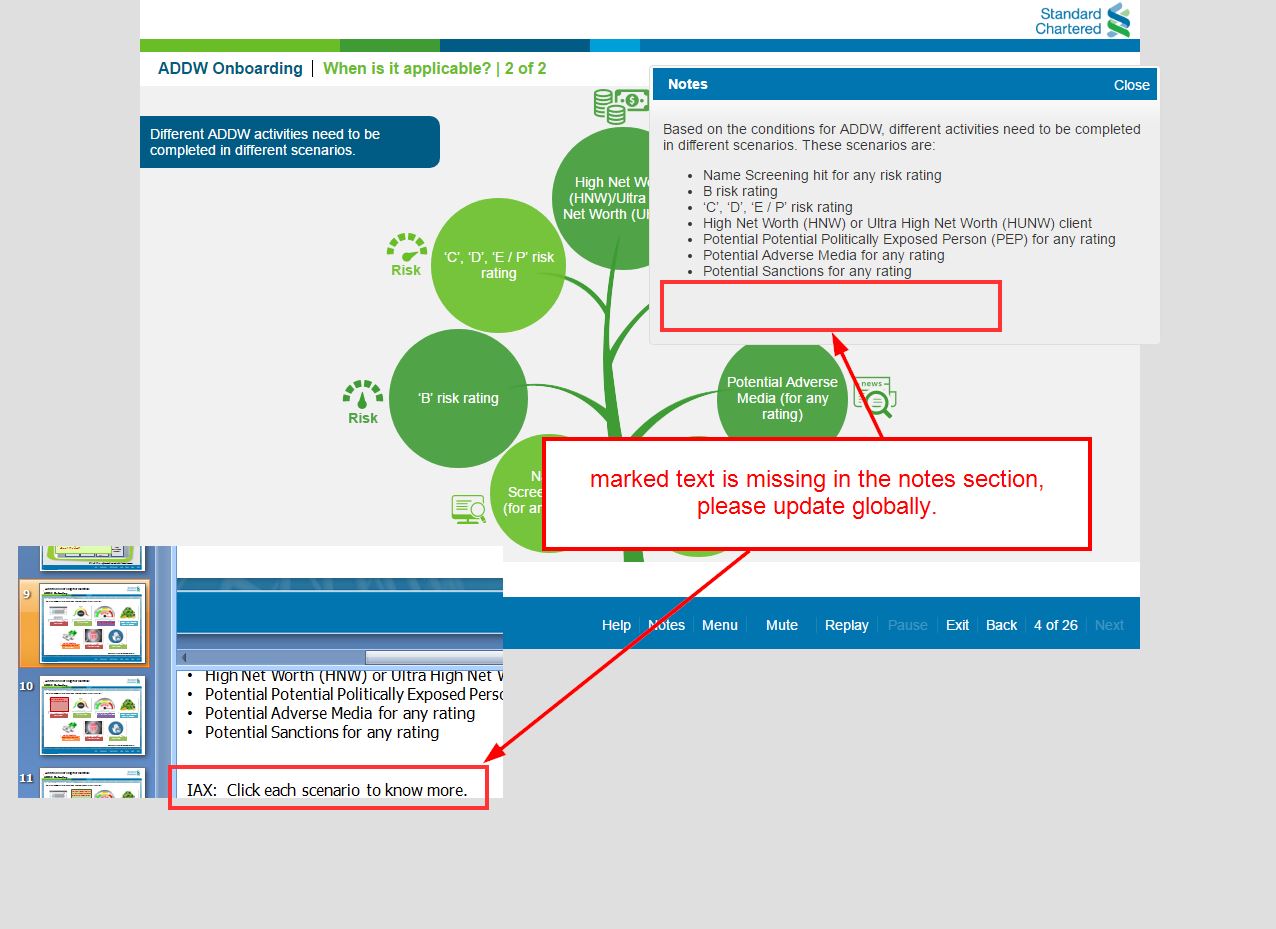 Standard
Chartered
ADDW Onboarding | When is it applicable? | 2 of 2
Notes
Close
Different ADDW activities need to be
completed in different scenarios.
Based on the conditions for ADDW, different activities need to be completed
in different scenarios. These scenarios are:
• Name Screening hit for any risk rating
• B risk rating
• ‘C’, ‘D’, ‘E / P’ risk rating
• High Net Worth (HNW) or Ultra High Net Worth (HUNW) client
• Potential Potential Politically Exposed Person (PEP) for any rating
• Potential Adverse Media for any rating
• Potential Sanctions for any rating
High Net
(HNW)/Ultra
Net Worth
Risk
‘C’, ‘D’, ‘E / P’ risk
rating
Risk
‘B’ risk rating
Potential Adverse
Media (for any
rating)
news
marked text is missing in the notes section,
please update globally.
Help Notes Menu Mute Replay Pause Exit Back 4 of 26 Next
9
10
11
• High Net Worth (HNW) or Ultra High Net
• Potential Potential Politically Exposed
• Potential Adverse Media for any rating
• Potential Sanctions for any rating
IAX: Click each scenario to know more.